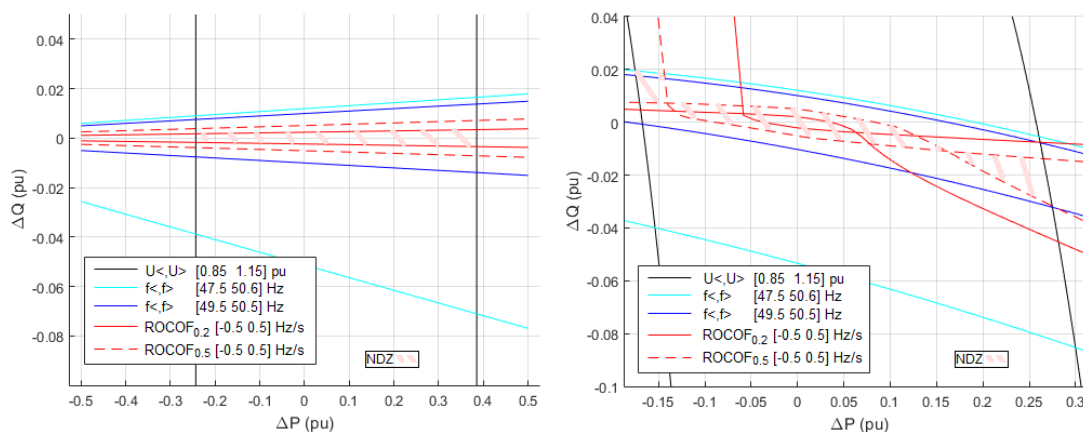 0.04
0.02
0
-0.02
-0.04
-0.06
-0.08
ΔQ (pu)
U<,U> [0.85 1.15] pu
f<,f> [47.5 50.6] Hz
f<,f> [49.5 50.5] Hz
ROCOF0.2 [-0.5 0.5] Hz/s
ROCOF0.5 [-0.5 0.5] Hz/s
NDZ
-0.5 -0.4 -0.3 -0.2 -0.1 0 0.1 0.2 0.3 0.4 0.5
ΔP (pu)
0.04
0.02
0
-0.02
-0.04
-0.06
-0.08
-0.1
ΔQ (pu)
U<,U> [0.85 1.15] pu
f<,f> [47.5 50.6] Hz
f<,f> [49.5 50.5] Hz
ROCOF0.2 [-0.5 0.5] Hz/s
ROCOF0.5 [-0.5 0.5] Hz/s
NDZ
-0.15 -0.1 -0.05 0 0.05 0.1 0.15 0.2 0.25 0.3
ΔP (pu)